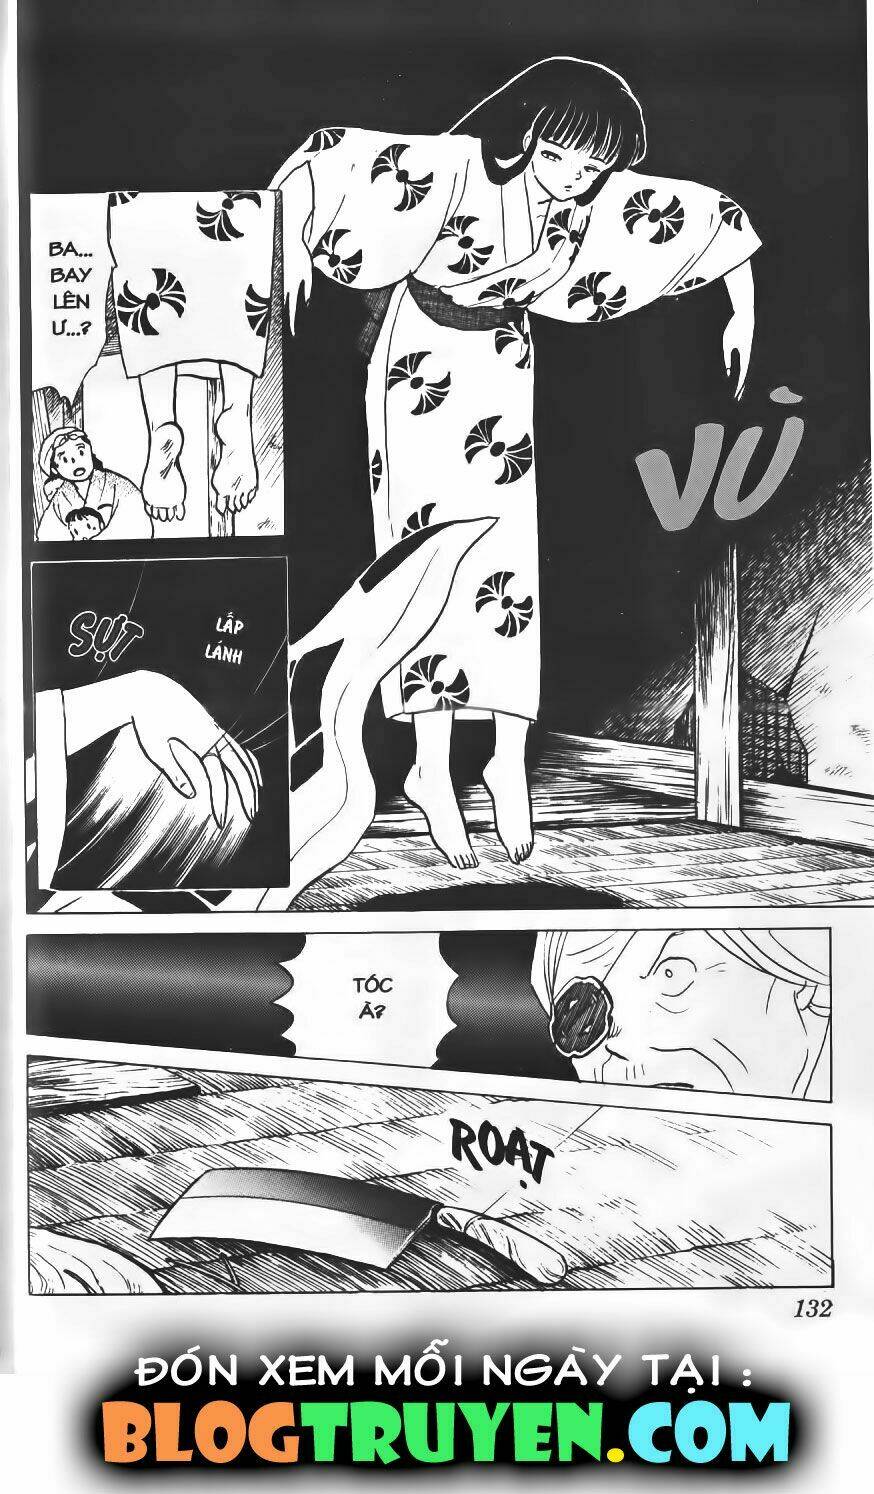 BA...
BAY
LÊN
Ư...?
VÙ
SỤT
LẤP
LÁNH
TÓC
À?
ROẠT
132
ĐÓN XEM MỖI NGÀY TẠI :
BLOGTRUYEN.COM